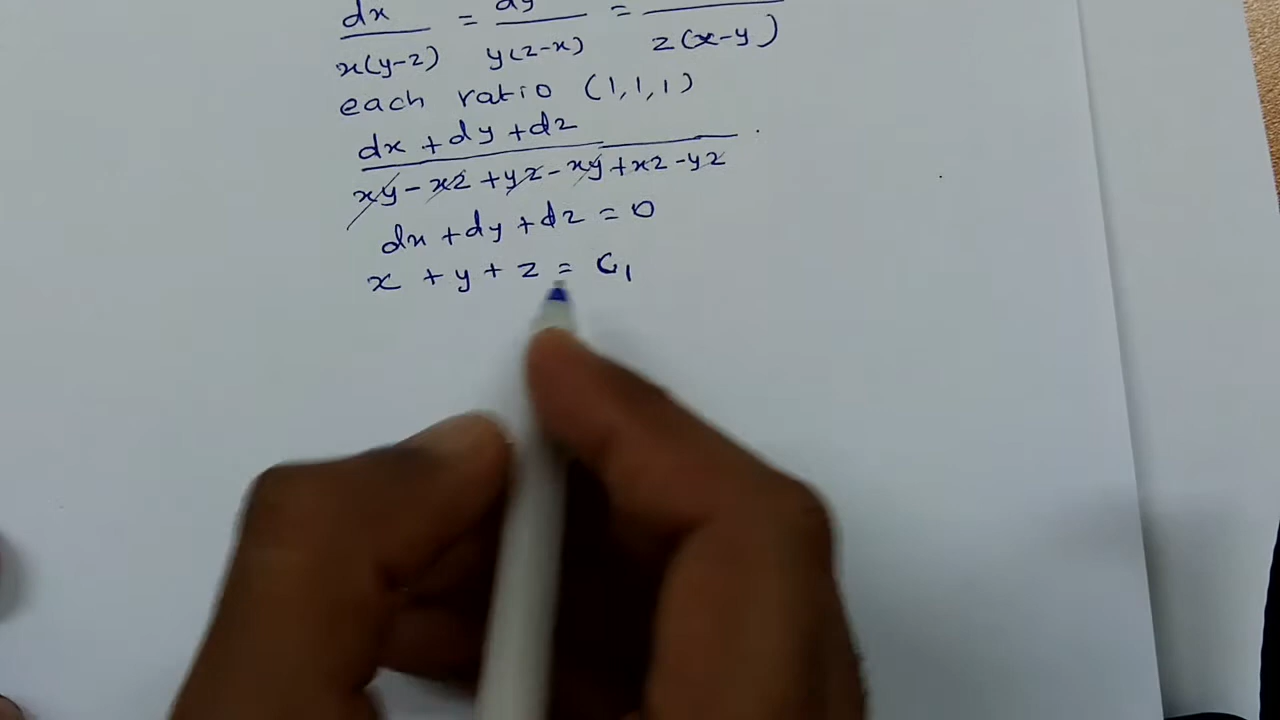 dx = dy =
x(y-z) y(z-x) z(x-y)
each ratio (1,1,1)
dx + dy + dz
xy - xz + yz - xy + xz - yz
dx + dy + dz = 0
x + y + z = C1